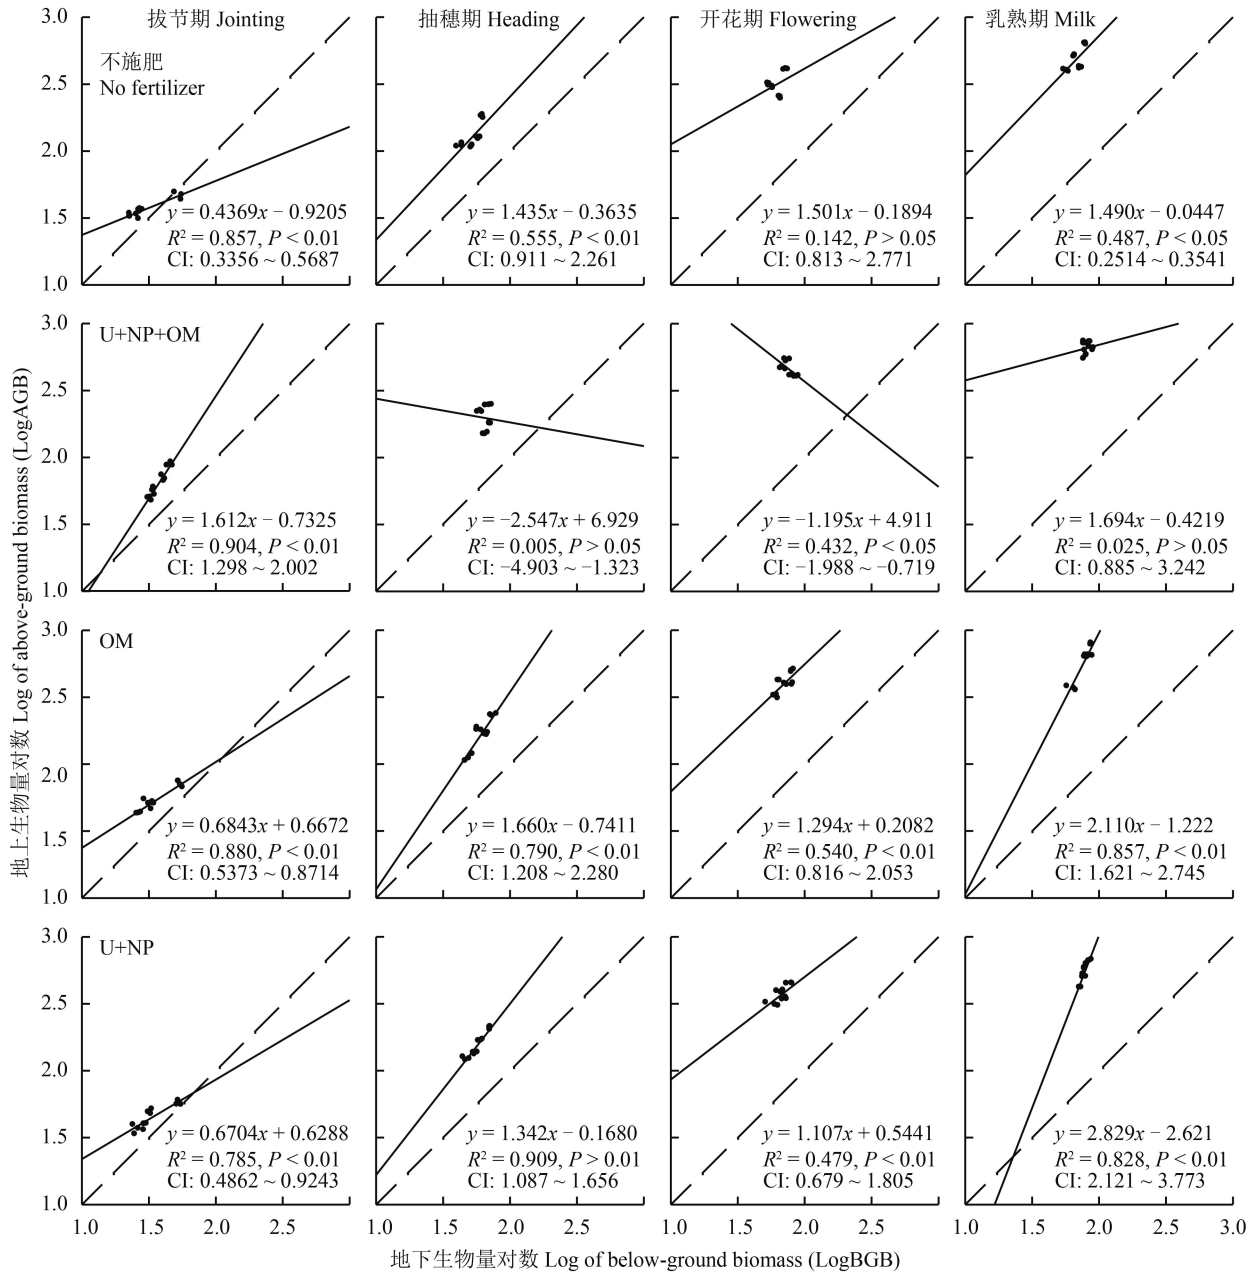 拔节期 Jointing
抽穗期 Heading
开花期 Flowering
乳熟期 Milk
3.0
2.5
2.0
1.5
1.0
不施肥
No fertilizer
y = 0.4369x − 0.9205
R² = 0.857, P < 0.01
CI: 0.3356 ~ 0.5687
y = 1.435x − 0.3635
R² = 0.555, P < 0.01
CI: 0.911 ~ 2.261
y = 1.501x − 0.1894
R² = 0.142, P > 0.05
CI: 0.813 ~ 2.771
y = 1.490x − 0.0447
R² = 0.487, P < 0.05
CI: 0.2514 ~ 0.3541
3.0
2.5
2.0
1.5
1.0
U+NP+OM
y = 1.612x − 0.7325
R² = 0.904, P < 0.01
CI: 1.298 ~ 2.002
y = −2.547x + 6.929
R² = 0.005, P > 0.05
CI: −4.903 ~ −1.323
y = −1.195x + 4.911
R² = 0.432, P < 0.05
CI: −1.988 ~ −0.719
y = 1.694x − 0.4219
R² = 0.025, P > 0.05
CI: 0.885 ~ 3.242
3.0
2.5
2.0
1.5
1.0
OM
y = 0.6843x + 0.6672
R² = 0.880, P < 0.01
CI: 0.5373 ~ 0.8714
y = 1.660x − 0.7411
R² = 0.790, P < 0.01
CI: 1.208 ~ 2.280
y = 1.294x + 0.2082
R² = 0.540, P < 0.01
CI: 0.816 ~ 2.053
y = 2.110x − 1.222
R² = 0.857, P < 0.01
CI: 1.621 ~ 2.745
3.0
2.5
2.0
1.5
1.0
U+NP
y = 0.6704x + 0.6288
R² = 0.785, P < 0.01
CI: 0.4862 ~ 0.9243
y = 1.342x − 0.1680
R² = 0.909, P > 0.01
CI: 1.087 ~ 1.656
y = 1.107x + 0.5441
R² = 0.479, P < 0.01
CI: 0.679 ~ 1.805
y = 2.829x − 2.621
R² = 0.828, P < 0.01
CI: 2.121 ~ 3.773
1.0 1.5 2.0 2.5 1.0 1.5 2.0 2.5 1.0 1.5 2.0 2.5 1.0 1.5 2.0 2.5 3.0
地下生物量对数 Log of below-ground biomass (LogBGB)
地上生物量对数 Log of above-ground biomass (LogAGB)